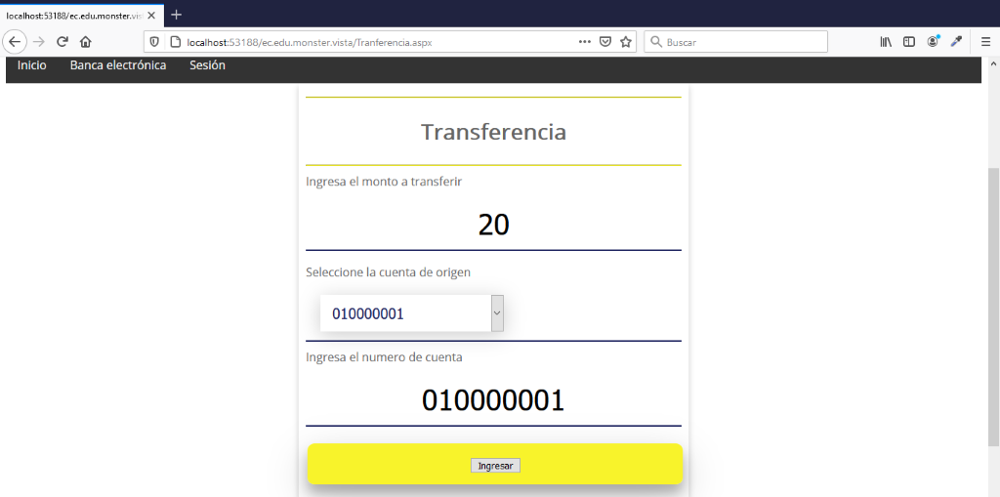 localhost:53188/ec.edu.monster.vist
localhost:53188/ec.edu.monster.vista/Tranferencia.aspx
Buscar
Inicio Banca electrónica Sesión
Transferencia
Ingresa el monto a transferir
20
Seleccione la cuenta de origen
010000001
Ingresa el numero de cuenta
010000001
Ingresar